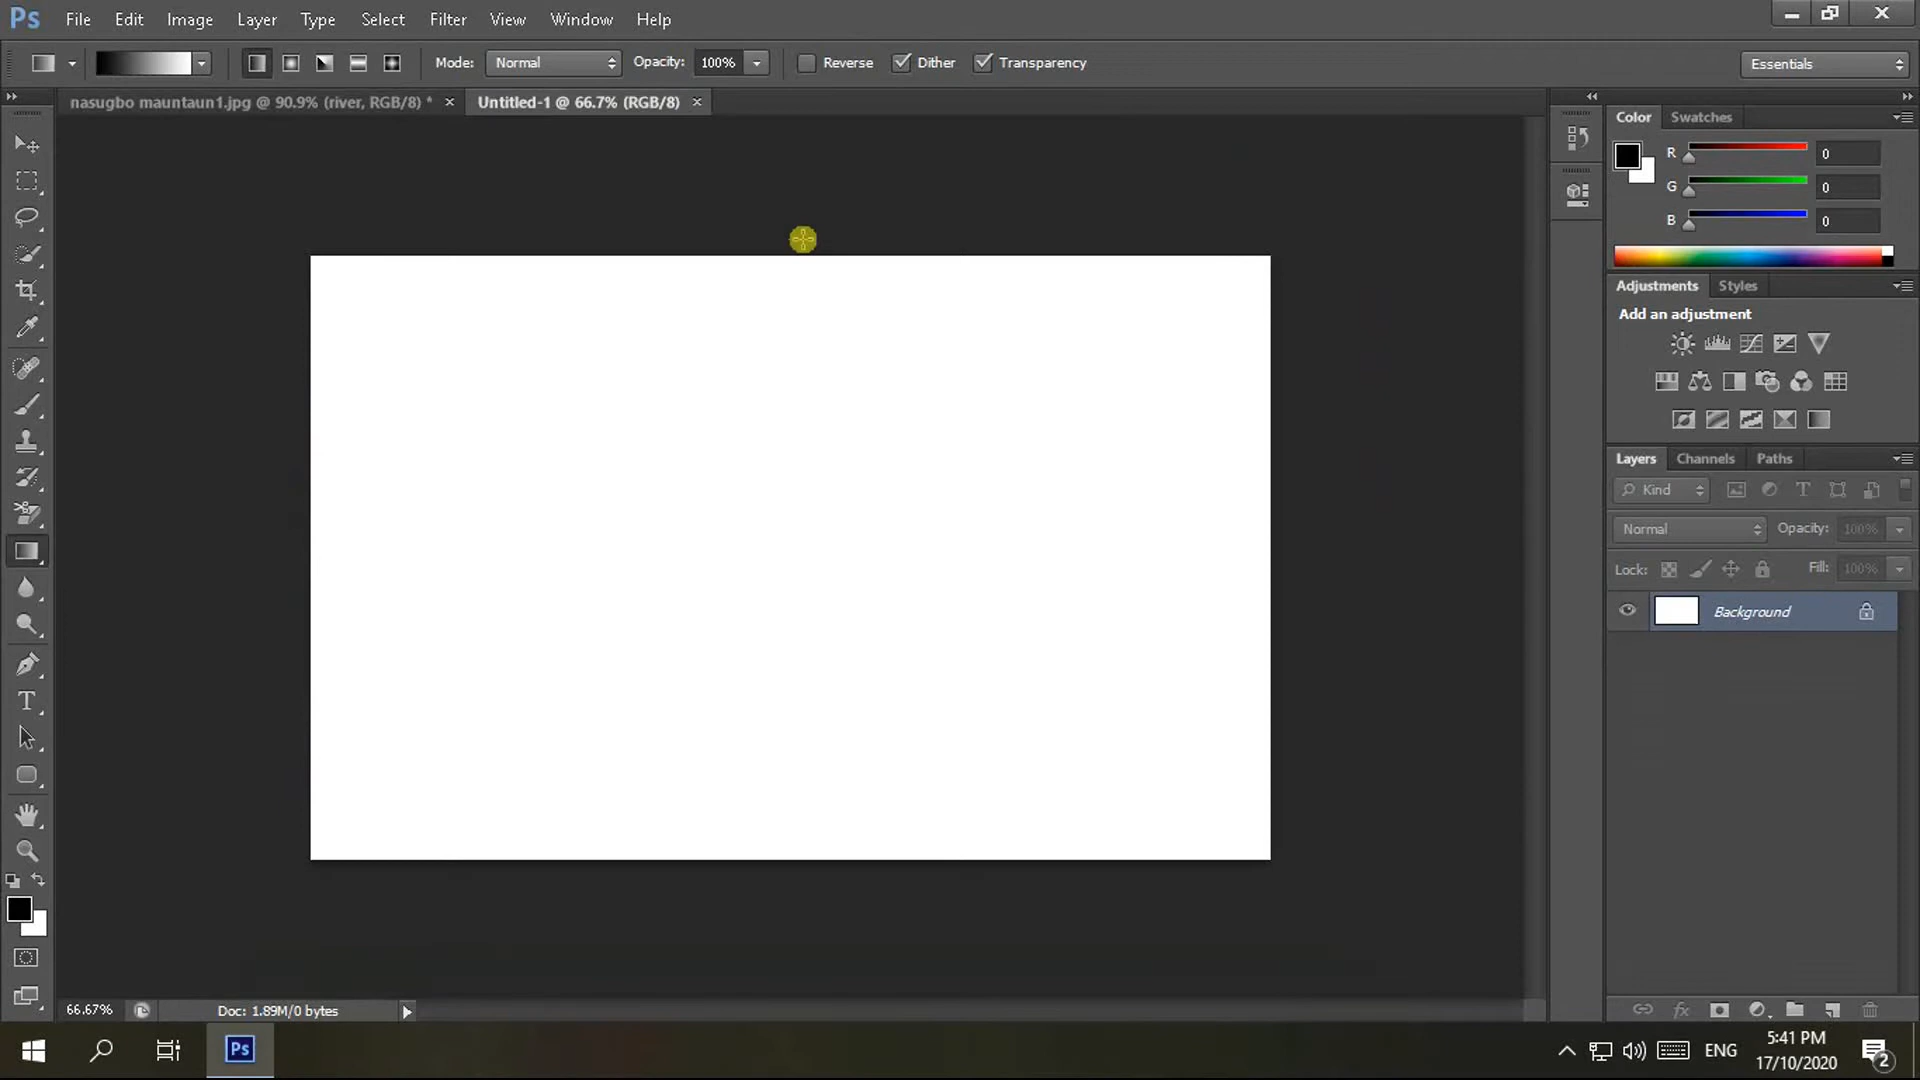 Ps File Edit Image Layer Type Select Filter View Window Help
Mode: Normal Opacity: 100% Reverse Dither Transparency Essentials
nasugbo mauntaun1.jpg @ 90.9% (river, RGB/8) * × Untitled-1 @ 66.7% (RGB/8) ×
Color Swatches
R 0
G 0
B 0
Adjustments Styles
Add an adjustment
Layers Channels Paths
Kind
Normal Opacity: 100%
Lock: Fill: 100%
Background
66.67% Doc: 1.89M/0 bytes
Ps ENG 5:41 PM
17/10/2020 2